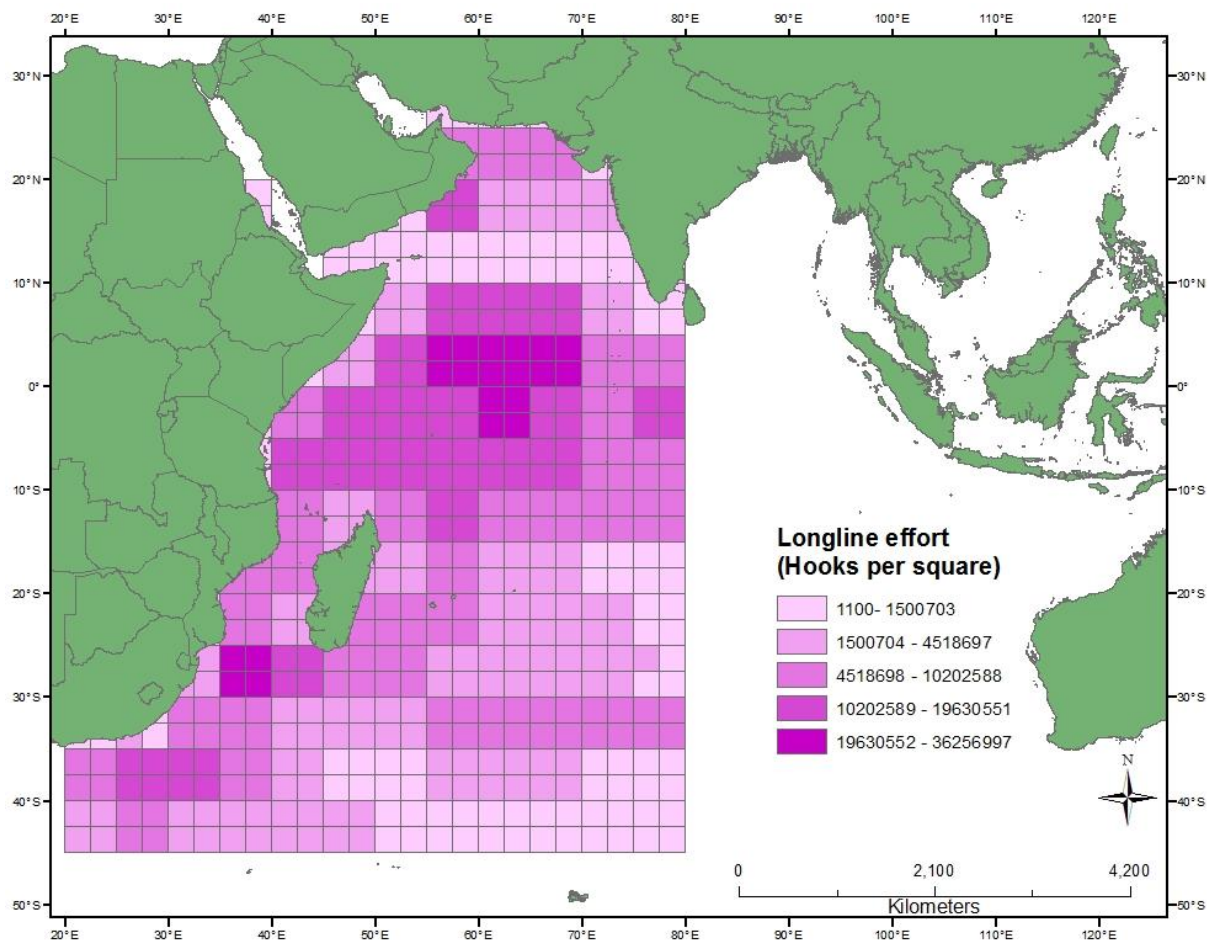 20°E 30°E 40°E 50°E 60°E 70°E 80°E 90°E 100°E 110°E 120°E
30°N 30°N
20°N 20°N
10°N 10°N
0° 0°
10°S 10°S
Longline effort
(Hooks per square)
1100- 1500703
1500704 - 4518697
4518698 - 10202588
10202589 - 19630551
19630552 - 36256997
20°S 20°S
30°S 30°S
N
40°S 40°S
0 2,100 4,200
Kilometers
50°S 50°S
20°E 30°E 40°E 50°E 60°E 70°E 80°E 90°E 100°E 110°E 120°E